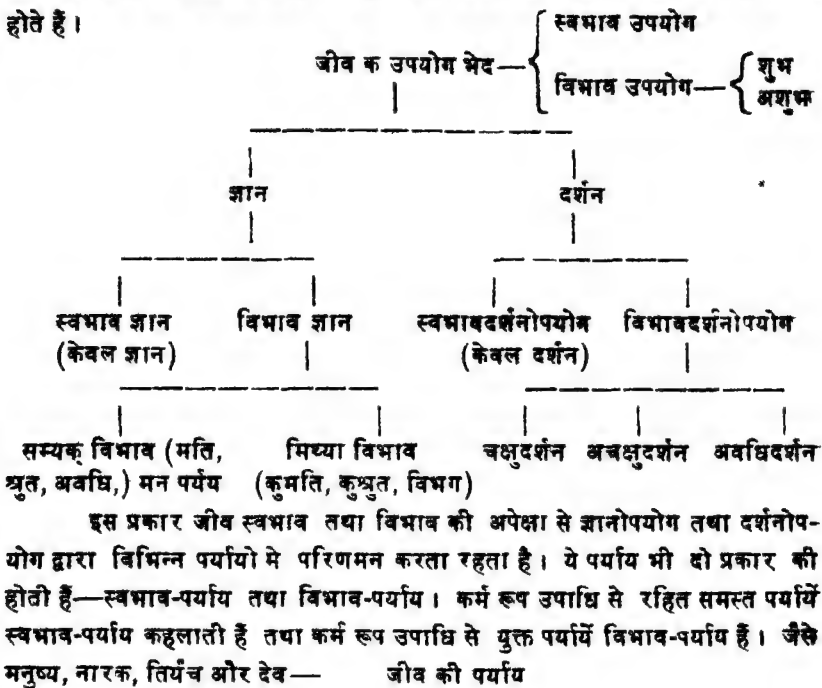 होते हैं।
स्वभाव उपयोग
जीव क उपयोग भेद—
विभाव उपयोग—
शुभ
अशुभ
ज्ञान दर्शन
स्वभाव ज्ञान विभाव ज्ञान स्वभावदर्शनोपयोग विभावदर्शनोपयोग
(केवल ज्ञान) (केवल दर्शन)
सम्यक् विभाव (मति, मिथ्या विभाव चक्षुदर्शन अचक्षुदर्शन अवधिदर्शन
श्रुत, अवधि,) मन पर्यय (कुमति, कुश्रुत, विभग)
इस प्रकार जीव स्वभाव तथा विभाव की अपेक्षा से ज्ञानोपयोग तथा दर्शनोप-
योग द्वारा विभिन्न पर्यायो मे परिणमन करता रहता है। ये पर्याय भी दो प्रकार की
होती हैं—स्वभाव-पर्याय तथा विभाव-पर्याय। कर्म रूप उपाधि से रहित समस्त पर्यायें
स्वभाव-पर्याय कहलाती हैं तथा कर्म रूप उपाधि से युक्त पर्यायें विभाव-पर्याय हैं। जैसे
मनुष्य, नारक, तियंच और देव— जीव की पर्याय